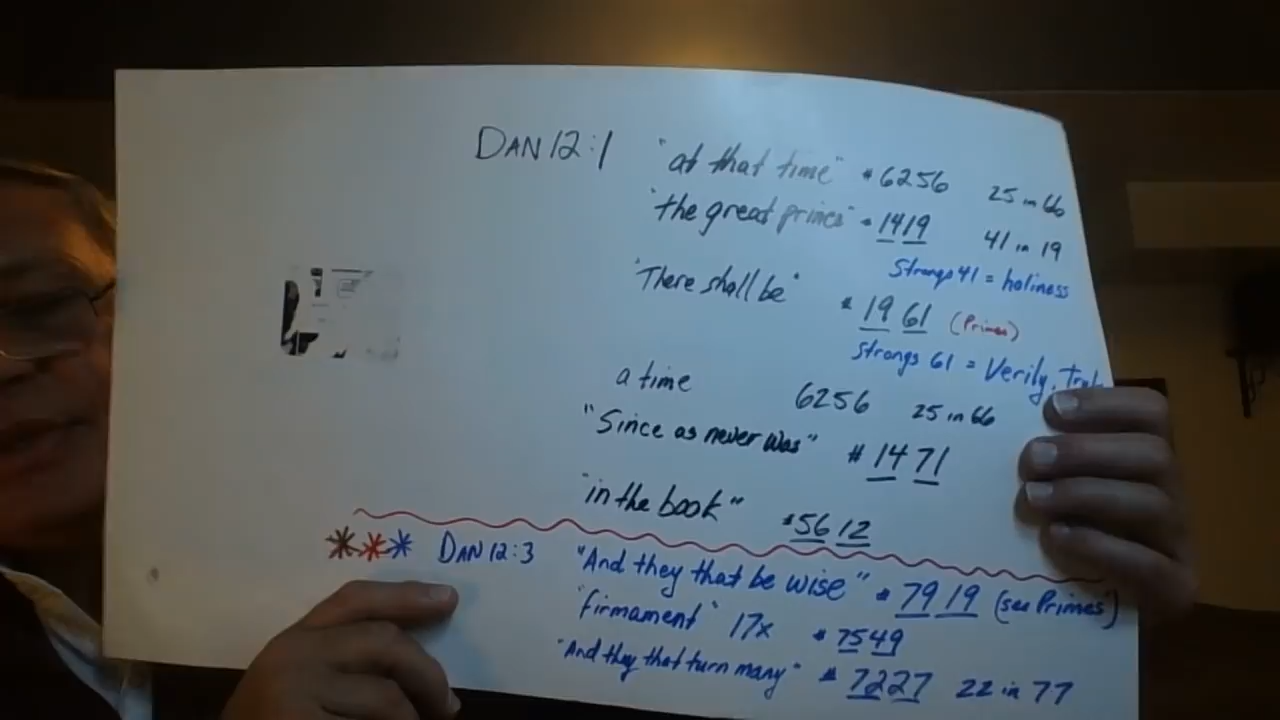 DAN 12:1 "at that time" # 6256 25 in 66
"the great prince" # 1419 41 in 19
Strongs 41 = holiness
"There shall be" # 1961 (Primes)
Strongs 61 = Verily,
a time 6256 25 in 66
"Since as never was" # 1471
"in the book" # 5612
DAN 12:3 "And they that be wise" # 7919 (see Primes)
"firmament" 17x # 7549
"And they that turn many" # 7227 22 in 77